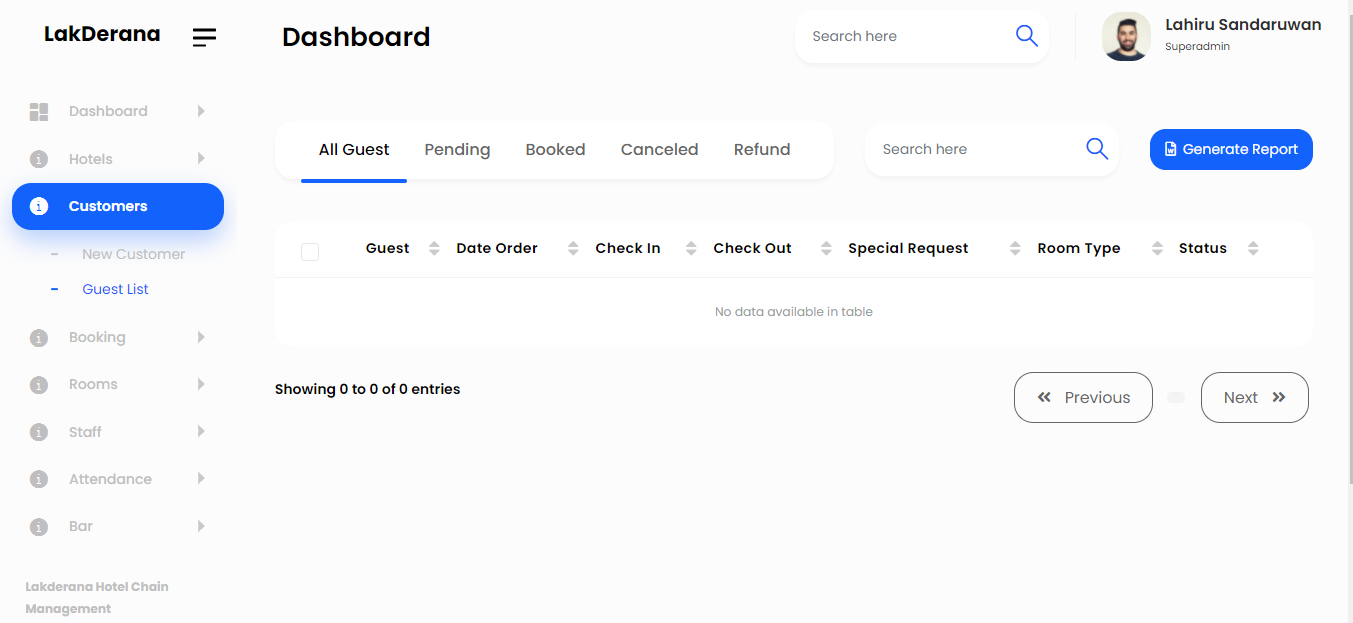 LakDerana
Dashboard
Search here
Lahiru Sandaruwan
Superadmin
Dashboard
Hotels
Customers
New Customer
Guest List
Booking
Rooms
Staff
Attendance
Bar
Lakderana Hotel Chain
Management
All Guest Pending Booked Canceled Refund
Search here
Generate Report
Guest Date Order Check In Check Out Special Request Room Type Status
No data available in table
Showing 0 to 0 of 0 entries
Previous
Next